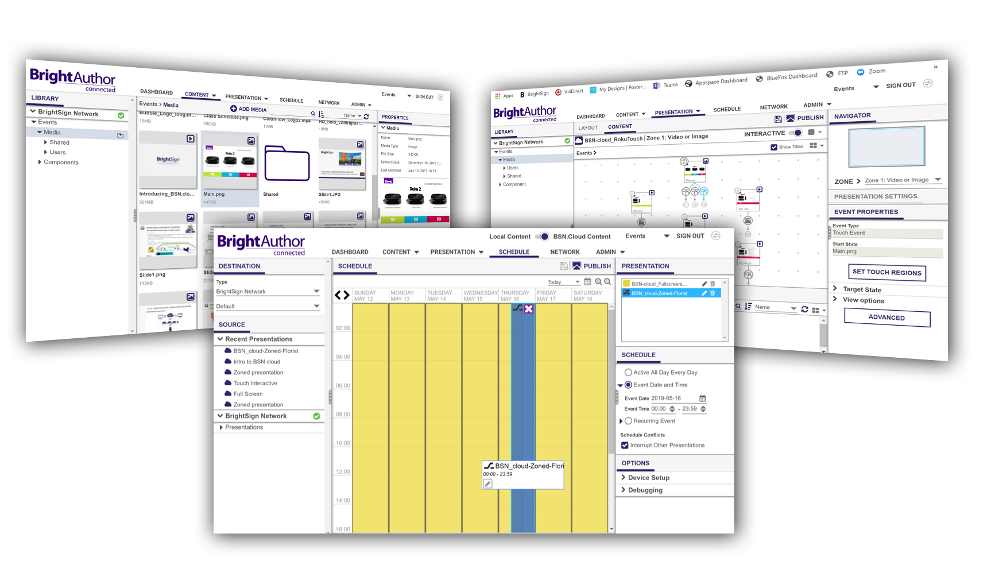 BrightAuthor
connected
DASHBOARD
CONTENT
PRESENTATION
SCHEDULE
NETWORK
ADMIN
Events
SIGN OUT
LIBRARY
BrightSign Network
Events
Media
Shared
Users
Components
Events > Media
ADD MEDIA
Name
Bubble_Logo_long.m...
15MB
Class Schedule.png
290KB
ColorFlow_Logo2.mp4
11MB
HD_hold_v2-Brightsi...
19MB
BrightSign
Introducing_BSN.clo...
301MB
Roku 2
Main.png
147KB
Shared
Slide1.JPG
402KB
Slide1.png
745KB
Slide
217K
PROPERTIES
Media
Name Main.png
Media Type Image
File Size 147KB
Upload Date December 18, 2018 1...
Last Modified July 18, 2017 16:51
Roku
CHOOSE YOUR ROKU
Roku 2
Apps
BrightSign
Vi4Direct
My Designs | Poster...
Teams
Appspace Dashboard
BlueFox Dashboard
FTP
Zoom
»
BrightAuthor
connected
DASHBOARD
CONTENT
PRESENTATION
SCHEDULE
NETWORK
ADMIN
Events
SIGN OUT
LIBRARY
BrightSign Network
Events
Media
Users
Shared
Component
LAYOUT
CONTENT
PUBLISH
BSN-cloud_RokuTouch | Zone 1: Video or Image
INTERACTIVE
Events >
Show Titles
Main.png
Name
NAVIGATOR
ZONE > Zone 1: Video or Image
PRESENTATION SETTINGS
EVENT PROPERTIES
Event Type
Touch Event
Start State
Main.png
SET TOUCH REGIONS
Target State
View options
ADVANCED
BrightAuthor
connected
Local Content
BSN.Cloud Content
Events
SIGN OUT
DASHBOARD
CONTENT
PRESENTATION
SCHEDULE
NETWORK
ADMIN
DESTINATION
Type
BrightSign Network
Default
SOURCE
Recent Presentations
BSN_cloud-Zoned-Florist
Intro to BSN cloud
Zoned presentation
Touch Interactive
Full Screen
Zoned presentation
BrightSign Network
Presentations
SCHEDULE
PUBLISH
Today
SUNDAY
MAY 12
MONDAY
MAY 13
TUESDAY
MAY 14
WEDNESDAY
MAY 15
THURSDAY
MAY 16
FRIDAY
MAY 17
SATURDAY
MAY 18
02:00
04:00
06:00
08:00
10:00
12:00
14:00
16:00
BSN_cloud-Zoned-Flori
00:00 - 23:59
PRESENTATION
BSN-cloud_FullscreenL...
BSN_cloud-Zoned-Florist
SCHEDULE
Active All Day Every Day
Event Date and Time
Event Date 2019-05-16
Event Time 00:00 - 23:59
Recurring Event
Schedule Conflicts
Interrupt Other Presentations
OPTIONS
Device Setup
Debugging